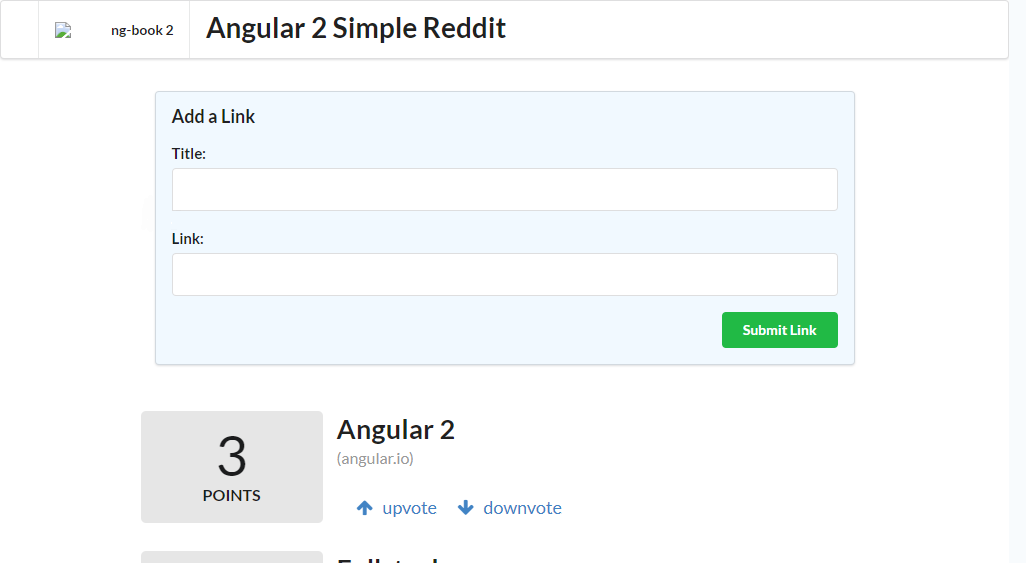 ng-book 2
Angular 2 Simple Reddit
Add a Link
Title:
Link:
Submit Link
3
POINTS
Angular 2
(angular.io)
upvote downvote